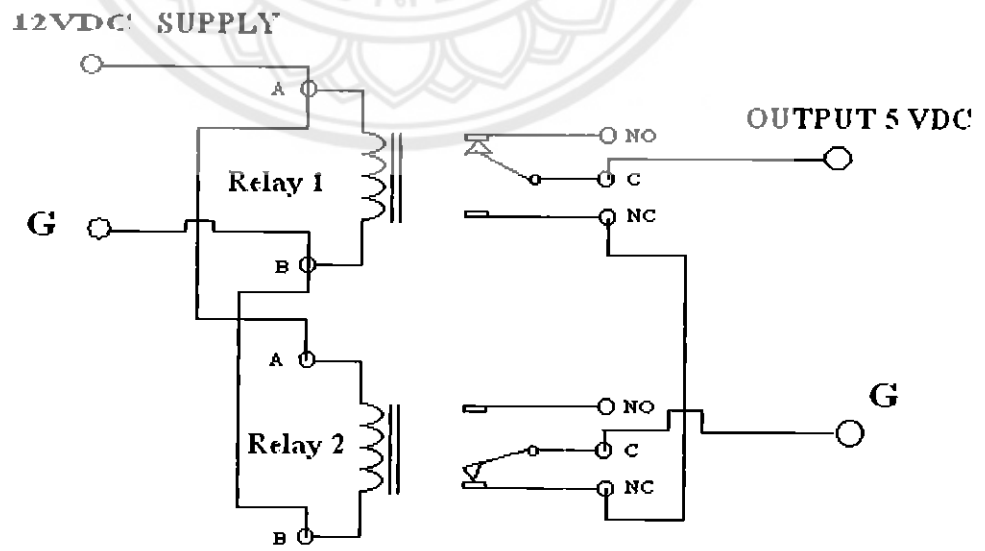 12VDC SUPPLY
A
NO
OUTPUT 5 VDC
Relay 1
C
G
NC
B
A
NO
G
Relay 2
C
NC
B